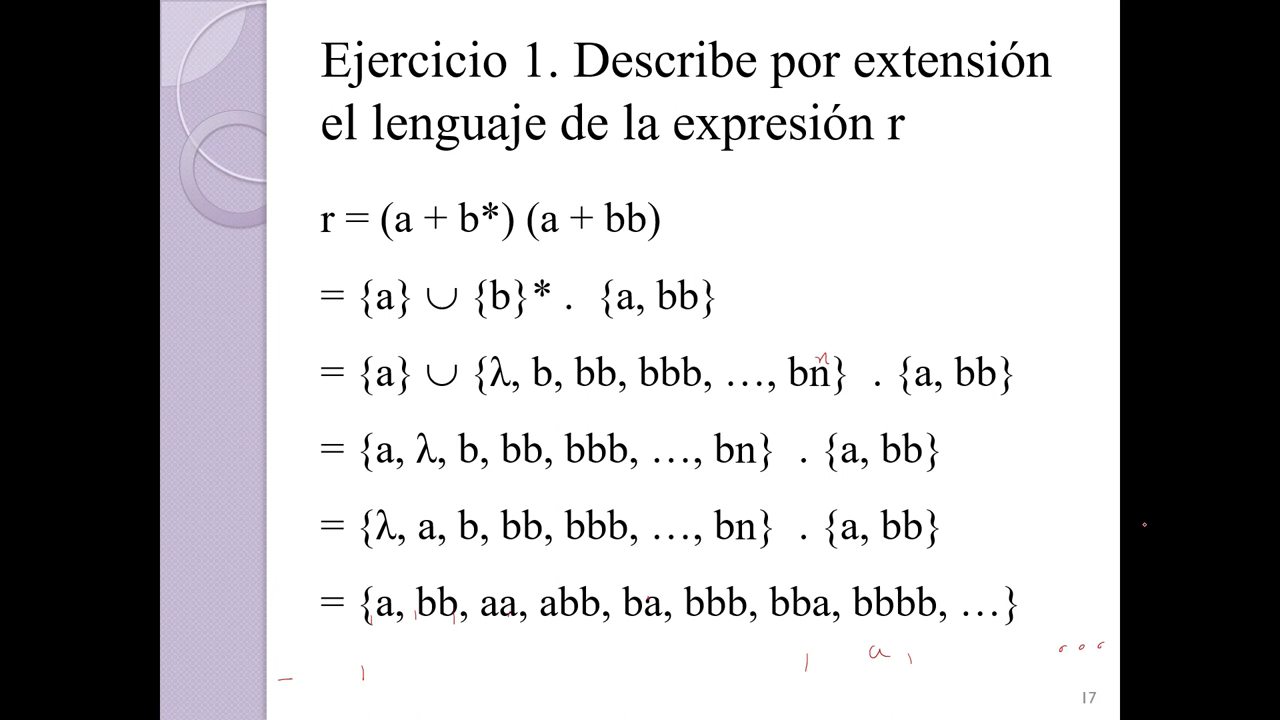 Ejercicio 1. Describe por extensión
el lenguaje de la expresión r
r = (a + b*) (a + bb)
= {a} ∪ {b}* . {a, bb}
n
= {a} ∪ {λ, b, bb, bbb, …, bn} . {a, bb}
= {a, λ, b, bb, bbb, …, bn} . {a, bb}
= {λ, a, b, bb, bbb, …, bn} . {a, bb}
= {a, bb, aa, abb, ba, bbb, bba, bbbb, …}
a
17